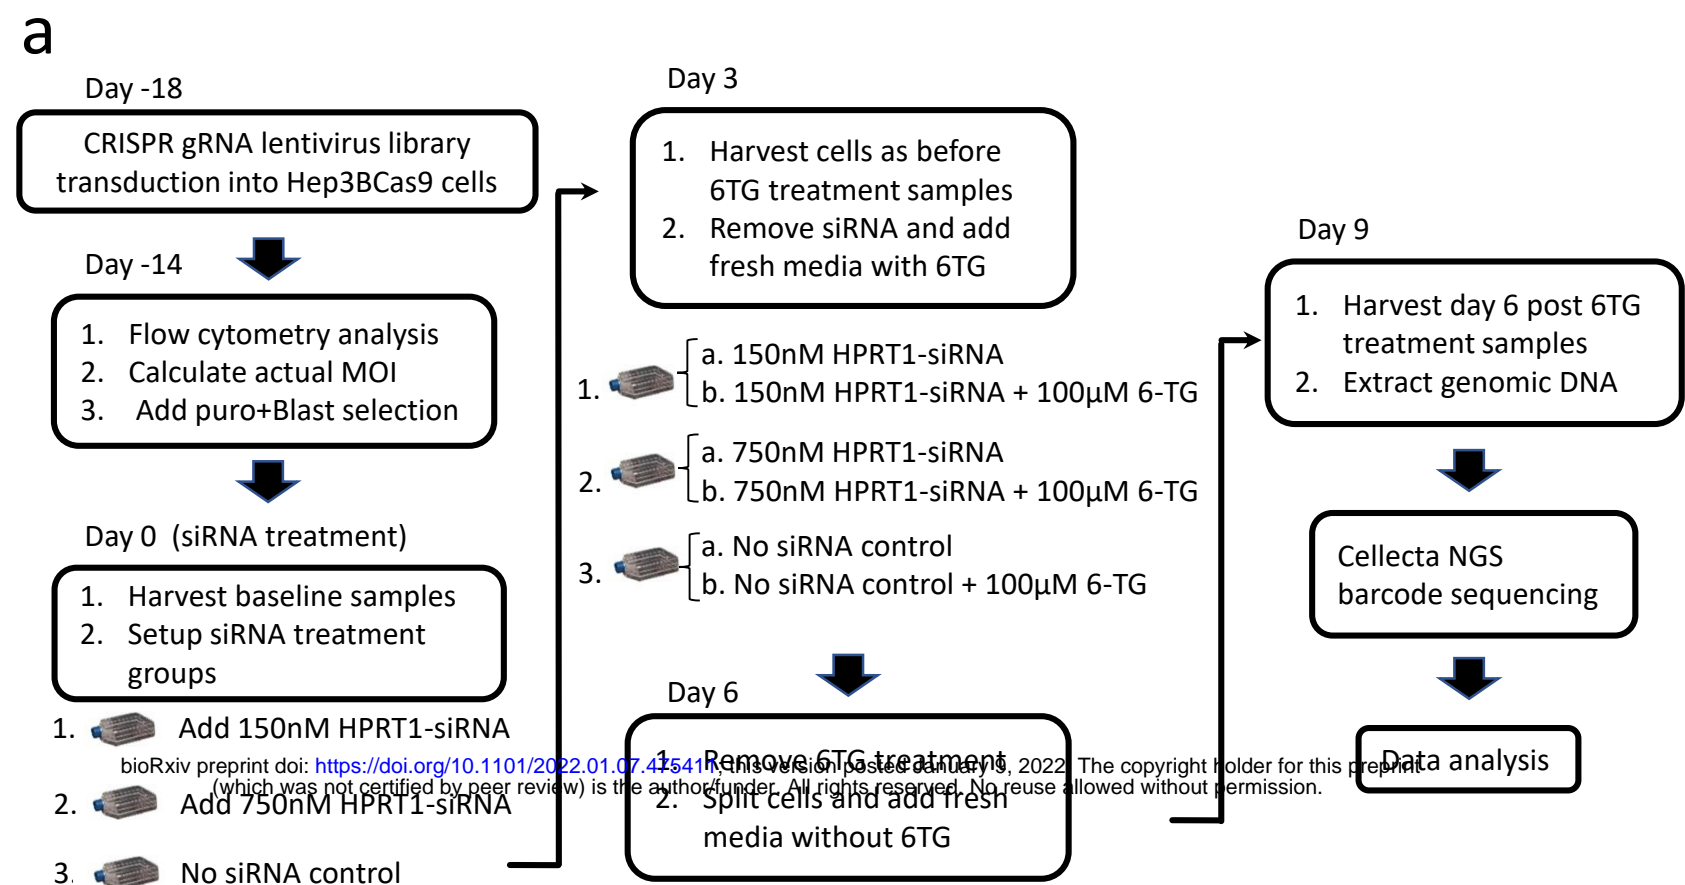 a
Day -18
CRISPR gRNA lentivirus library
transduction into Hep3BCas9 cells
Day -14
1. Flow cytometry analysis
2. Calculate actual MOI
3. Add puro+Blast selection
Day 0 (siRNA treatment)
1. Harvest baseline samples
2. Setup siRNA treatment
groups
1. Add 150nM HPRT1-siRNA
2. Add 750nM HPRT1-siRNA
3. No siRNA control
Day 3
1. Harvest cells as before
6TG treatment samples
2. Remove siRNA and add
fresh media with 6TG
1. a. 150nM HPRT1-siRNA
b. 150nM HPRT1-siRNA + 100µM 6-TG
2. a. 750nM HPRT1-siRNA
b. 750nM HPRT1-siRNA + 100µM 6-TG
3. a. No siRNA control
b. No siRNA control + 100µM 6-TG
Day 6
1. Remove 6TG treatment
2. Split cells and add fresh
media without 6TG
Day 9
1. Harvest day 6 post 6TG
treatment samples
2. Extract genomic DNA
Cellecta NGS
barcode sequencing
Data analysis
bioRxiv preprint doi: https://doi.org/10.1101/2022.01.07.475411; this version posted January 9, 2022. The copyright holder for this preprint
(which was not certified by peer review) is the author/funder. All rights reserved. No reuse allowed without permission.